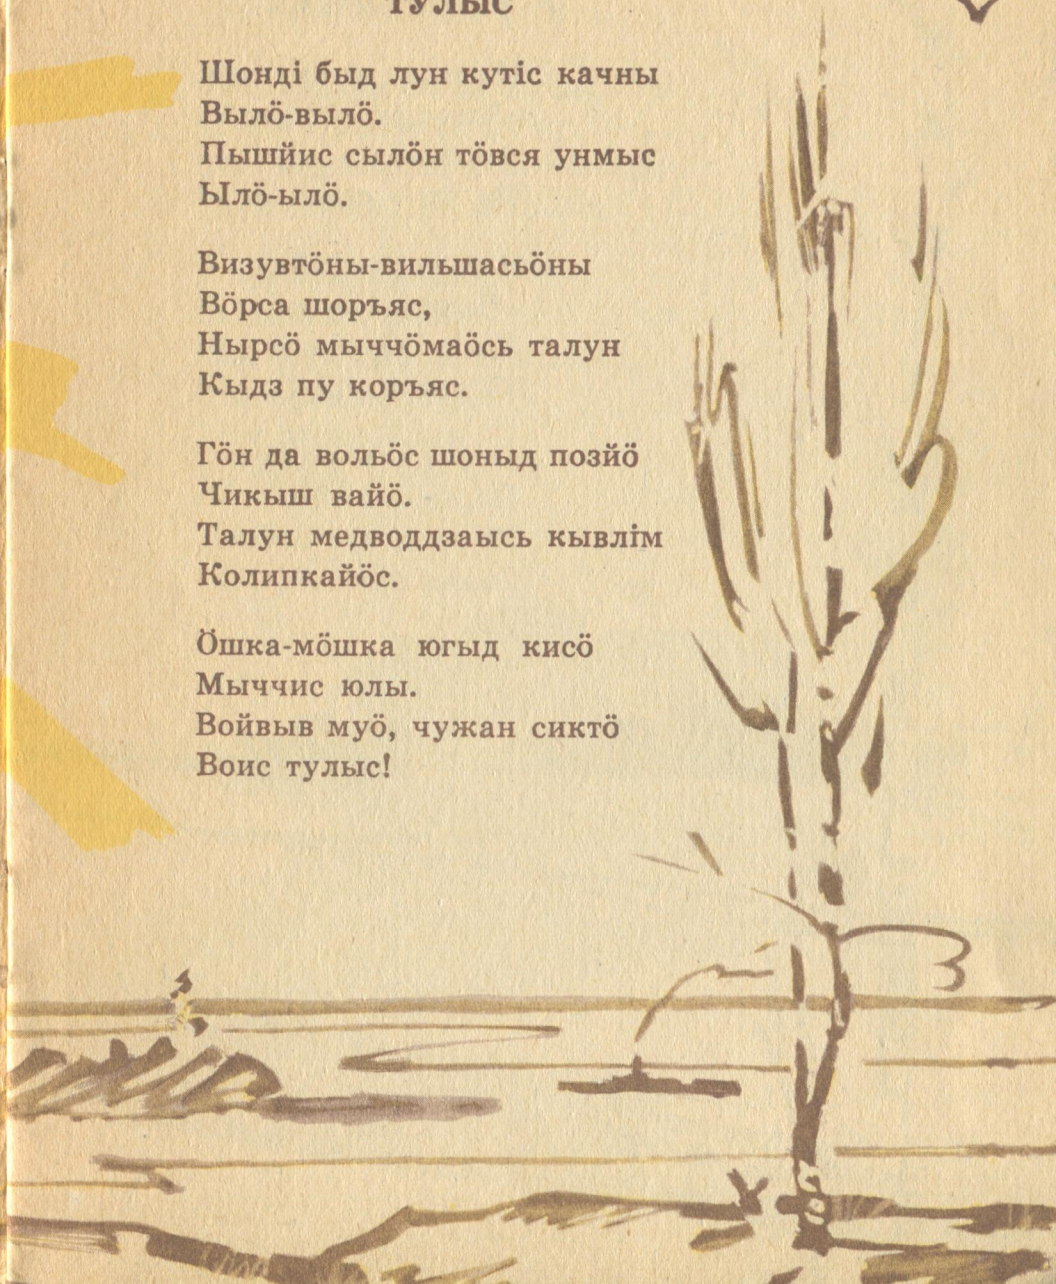 ТУЛЫС
Шонді быд лун кутіс качны
Вылӧ-вылӧ.
Пышйис сылӧн тӧвся унмыс
Ылӧ-ылӧ.
Визувтӧны-вильшасьӧны
Вӧрса шоръяс,
Нырсӧ мыччӧмаӧсь талун
Кыдз пу коръяс.
Гӧн да вольӧс шоныд позйӧ
Чикыш вайӧ.
Талун медводдзаысь кывлім
Колипкайӧс.
Ӧшка-мӧшка югыд кисӧ
Мыччис юлы.
Войвыв муӧ, чужан сиктӧ
Воис тулыс!